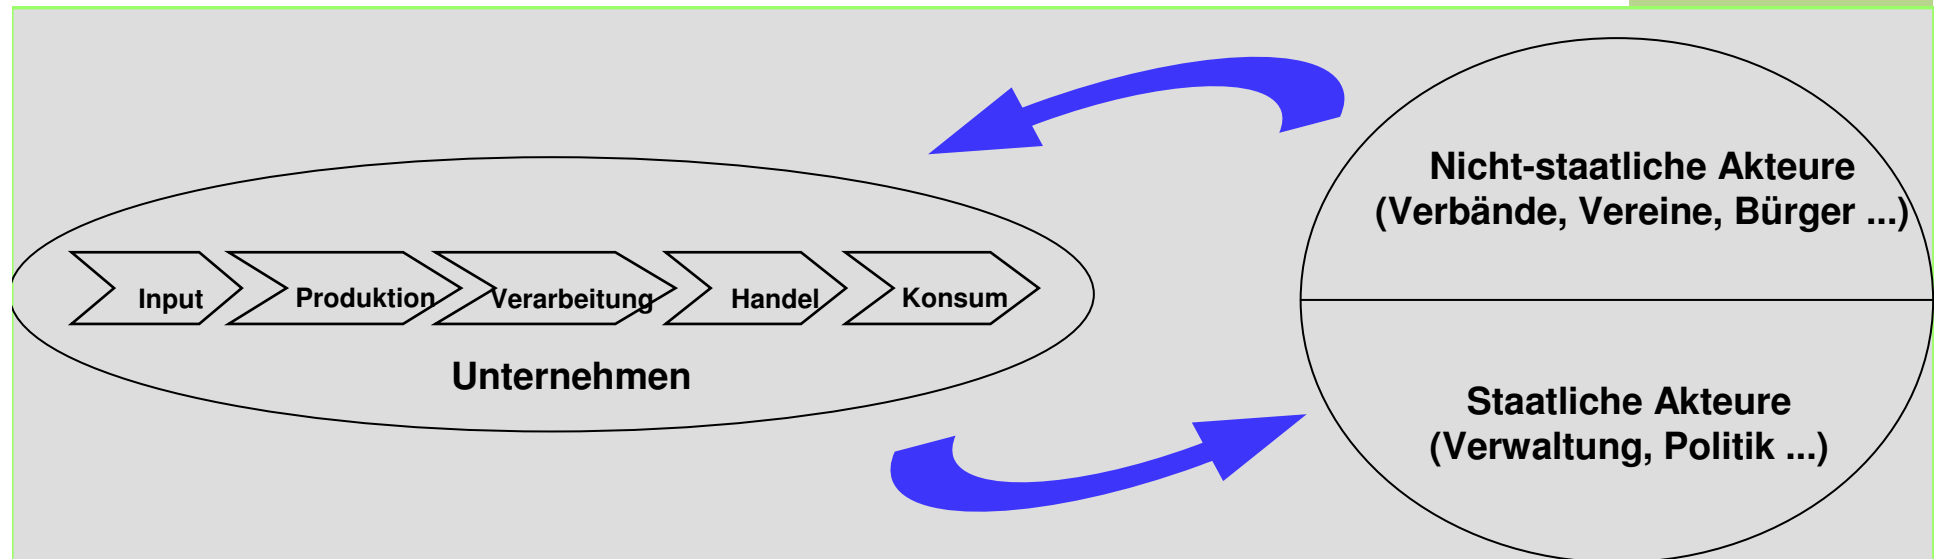 Nicht-staatliche Akteure
(Verbände, Vereine, Bürger ...)
Input
Produktion
Verarbeitung
Handel
Konsum
Unternehmen
Staatliche Akteure
(Verwaltung, Politik ...)